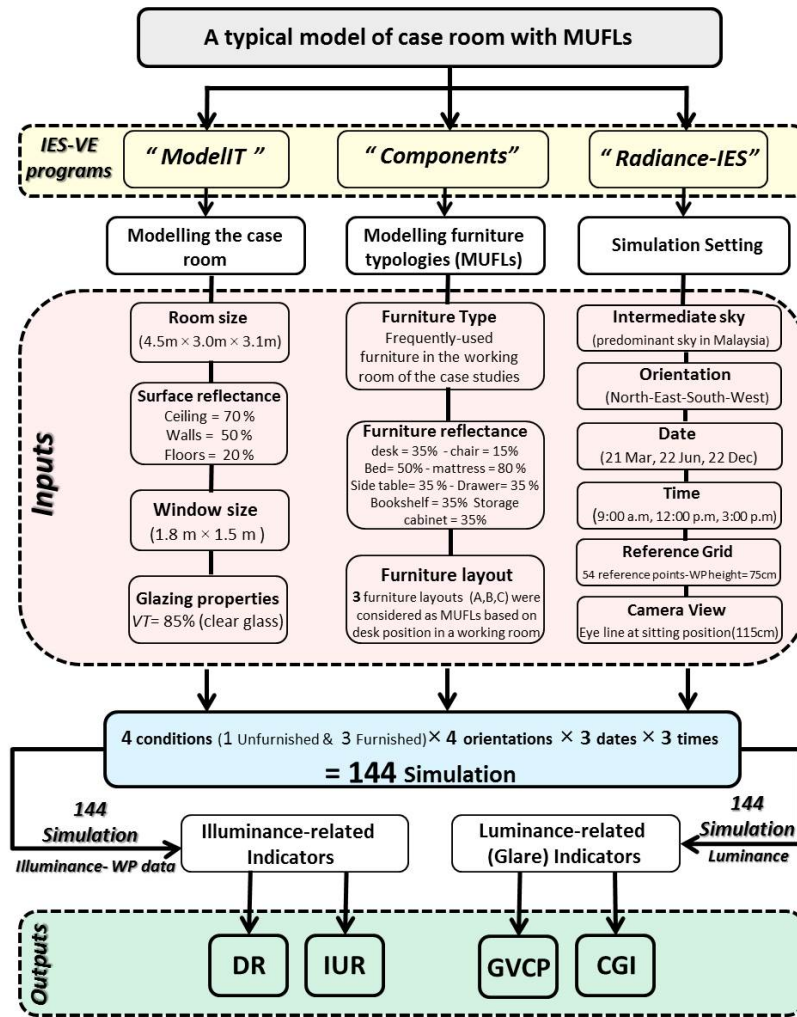 A typical model of case room with MUFLs
IES-VE
programs
“ ModelIT ”
“ Components”
“ Radiance-IES”
Modelling the case
room
Modelling furniture
typologies (MUFLs)
Simulation Setting
Inputs
Room size
(4.5m × 3.0m × 3.1m)
Surface reflectance
Ceiling = 70 %
Walls = 50 %
Floors = 20 %
Window size
(1.8 m × 1.5 m )
Glazing properties
VT= 85% (clear glass)
Furniture Type
Frequently-used
furniture in the working
room of the case studies
Furniture reflectance
desk = 35% - chair = 15%
Bed= 50% - mattress = 80 %
Side table= 35 % - Drawer= 35 %
Bookshelf = 35% Storage
cabinet = 35%
Furniture layout
3 furniture layouts (A,B,C) were
considered as MUFLs based on
desk position in a working room
Intermediate sky
(predominant sky in Malaysia)
Orientation
(North-East-South-West)
Date
(21 Mar, 22 Jun, 22 Dec)
Time
(9:00 a.m, 12:00 p.m, 3:00 p.m)
Reference Grid
54 reference points-WP height= 75cm
Camera View
Eye line at sitting position(115cm)
4 conditions (1 Unfurnished & 3 Furnished) × 4 orientations × 3 dates × 3 times
= 144 Simulation
144
Simulation
Illuminance- WP data
Illuminance-related
Indicators
Luminance-related
(Glare) Indicators
144
Simulation
Luminance
Outputs
DR
IUR
GVCP
CGI